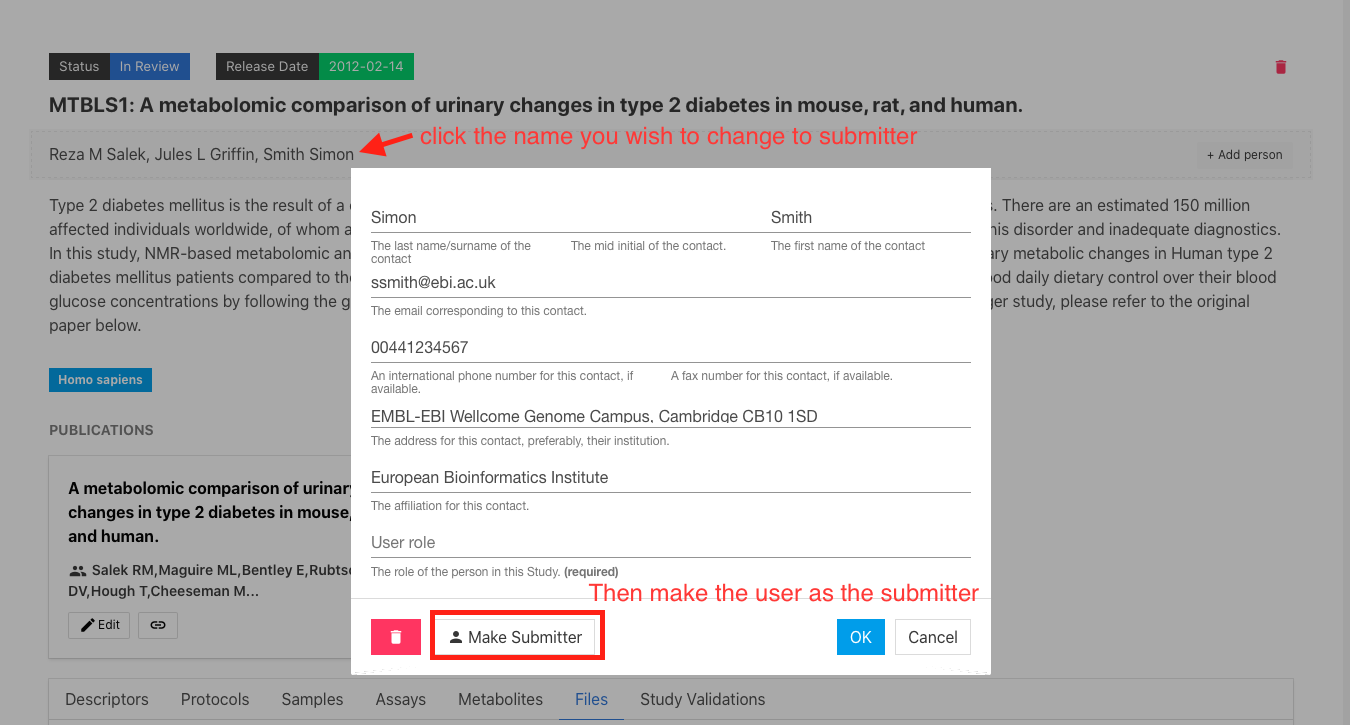 Status In Review Release Date 2012-02-14
MTBLS1: A metabolomic comparison of urinary changes in type 2 diabetes in mouse, rat, and human.
click the name you wish to change to submitter
Reza M Salek, Jules L Griffin, Smith Simon
+ Add person
Type 2 diabetes mellitus is the result of a
s. There are an estimated 150 million
affected individuals worldwide, of whom a
his disorder and inadequate diagnostics.
In this study, NMR-based metabolomic an
ary metabolic changes in Human type 2
diabetes mellitus patients compared to the
ood daily dietary control over their blood
glucose concentrations by following the g
ger study, please refer to the original
paper below.
Homo sapiens
PUBLICATIONS
A metabolomic comparison of urinary
changes in type 2 diabetes in mouse,
and human.
Salek RM,Maguire ML,Bentley E,Rubtso
DV,Hough T,Cheeseman M...
Edit
Simon Smith
The last name/surname of the contact
The mid initial of the contact.
The first name of the contact
ssmith@ebi.ac.uk
The email corresponding to this contact.
00441234567
An international phone number for this contact, if available.
A fax number for this contact, if available.
EMBL-EBI Wellcome Genome Campus, Cambridge CB10 1SD
The address for this contact, preferably, their institution.
European Bioinformatics Institute
The affiliation for this contact.
User role
The role of the person in this Study. (required)
Then make the user as the submitter
Make Submitter OK Cancel
Descriptors Protocols Samples Assays Metabolites Files Study Validations